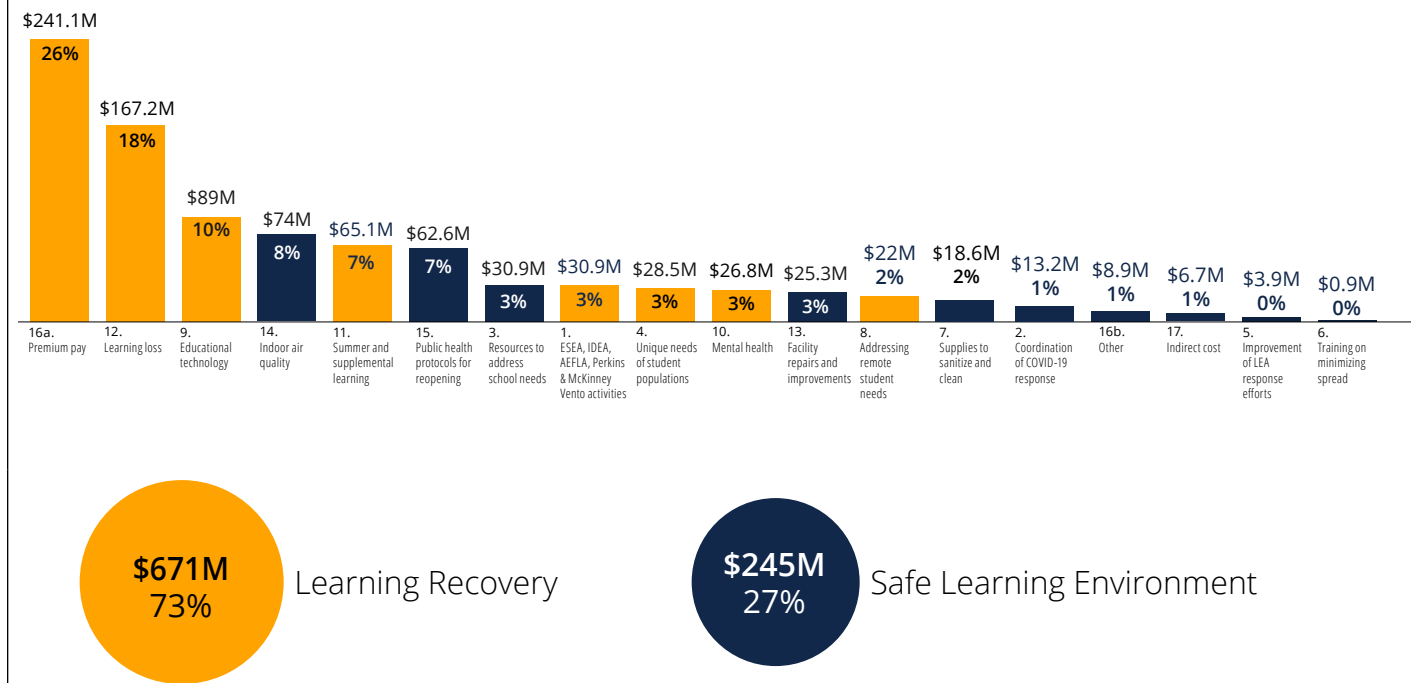 $241.1M
26%
$167.2M
18%
$89M
10%
$74M
8%
$65.1M
7%
$62.6M
7%
$30.9M
3%
$30.9M
3%
$28.5M
3%
$26.8M
3%
$25.3M
3%
$22M
2%
$18.6M
2%
$13.2M
1%
$8.9M
1%
$6.7M
1%
$3.9M
0%
$0.9M
0%
16a.
Premium pay
12.
Learning loss
9.
Educational
technology
14.
Indoor air
quality
11.
Summer and
supplemental
learning
15.
Public health
protocols for
reopening
3.
Resources to
address
school needs
1.
ESEA, IDEA,
AEFLA, Perkins
& McKinney
Vento activities
4.
Unique needs
of student
populations
10.
Mental health
13.
Facility
repairs and
improvements
8.
Addressing
remote
student
needs
7.
Supplies to
sanitize and
clean
2.
Coordination
of COVID-19
response
16b.
Other
17.
Indirect cost
5.
Improvement
of LEA
response
efforts
6.
Training on
minimizing
spread
$671M
73%
Learning Recovery
$245M
27%
Safe Learning Environment